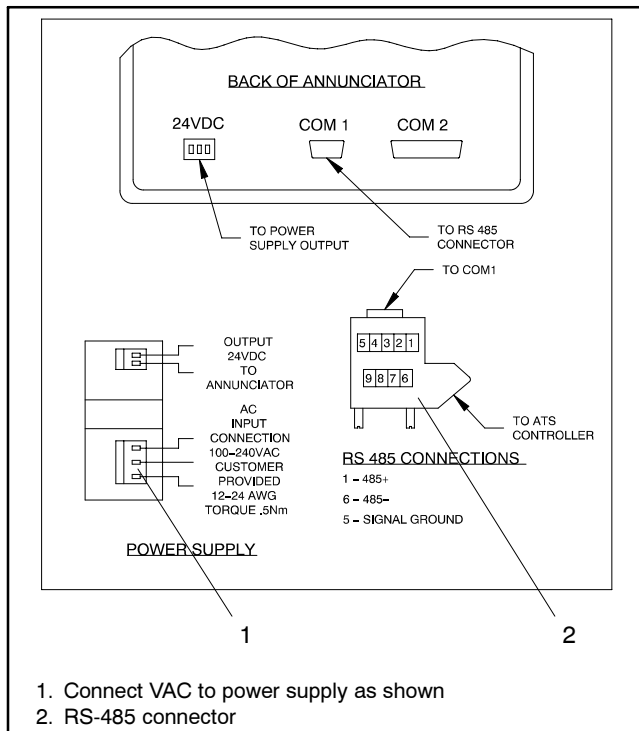 BACK OF ANNUNCIATOR
24VDC
COM 1
COM 2
TO POWER
SUPPLY OUTPUT
TO RS 485
CONNECTOR
TO COM1
5 4 3 2 1
9 8 7 6
TO ATS
CONTROLLER
RS 485 CONNECTIONS
1 – 485+
6 – 485–
5 – SIGNAL GROUND
OUTPUT
24VDC
TO
ANNUNCIATOR
AC
INPUT
CONNECTION
100–240VAC
CUSTOMER
PROVIDED
12–24 AWG
TORQUE .5Nm
POWER SUPPLY
1
2
1. Connect VAC to power supply as shown
2. RS-485 connector